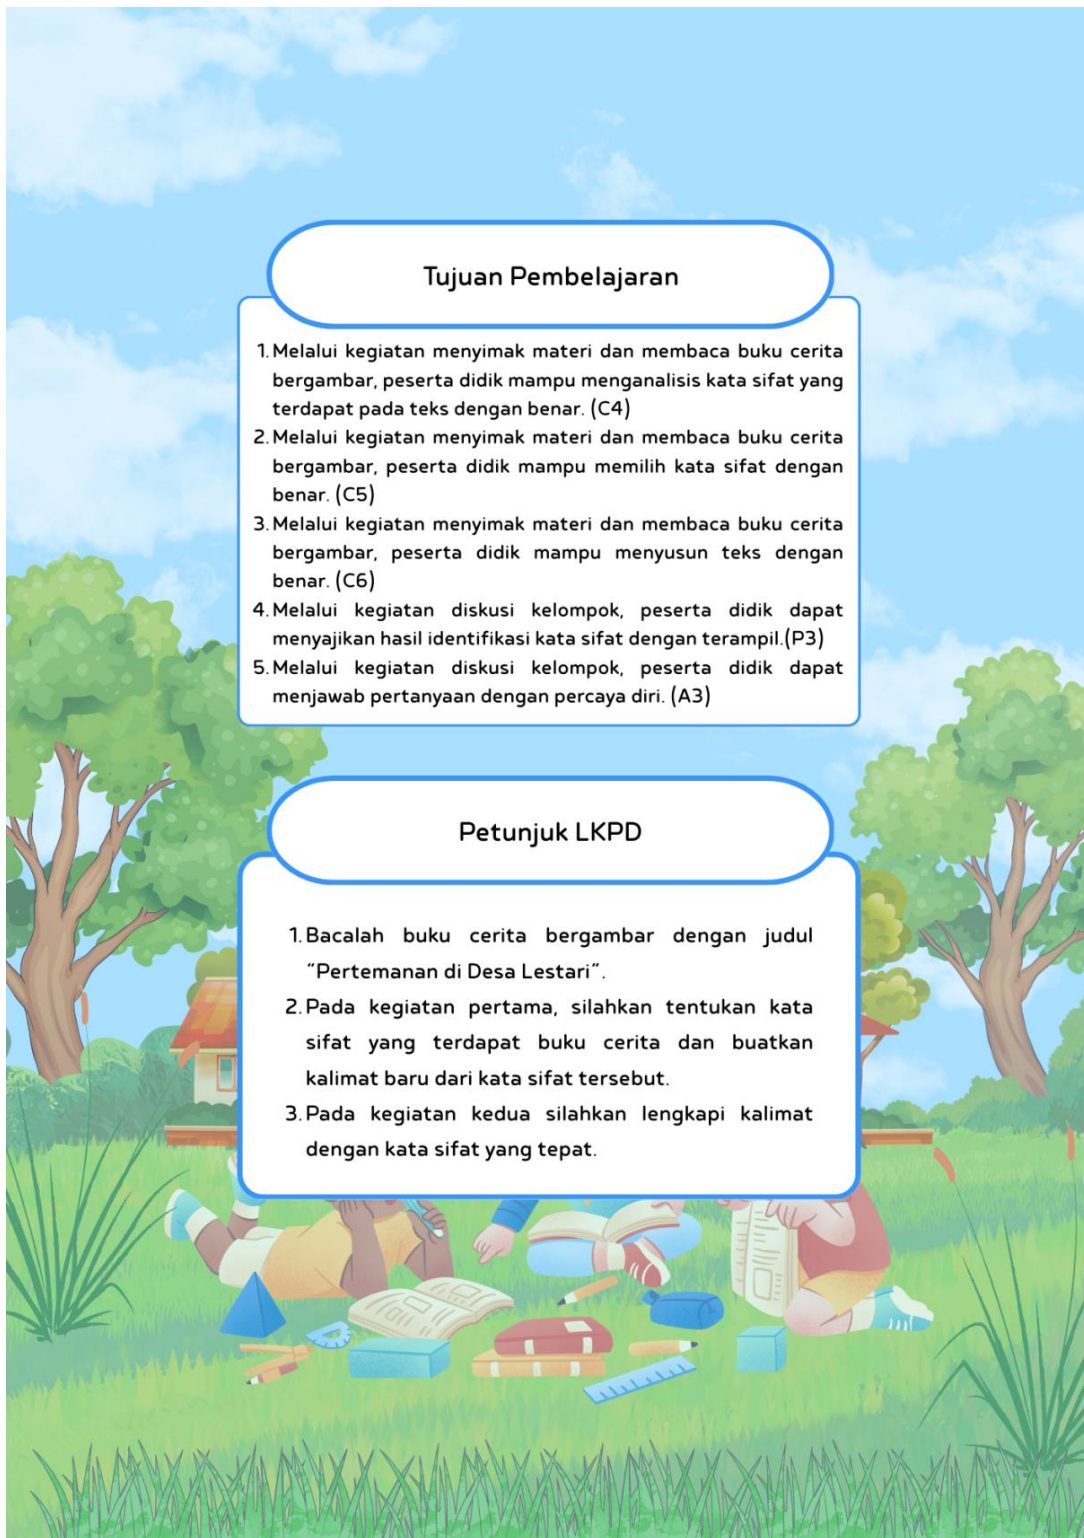 Tujuan Pembelajaran
1. Melalui kegiatan menyimak materi dan membaca buku cerita
bergambar, peserta didik mampu menganalisis kata sifat yang
terdapat pada teks dengan benar. (C4)
2. Melalui kegiatan menyimak materi dan membaca buku cerita
bergambar, peserta didik mampu memilih kata sifat dengan
benar. (C5)
3. Melalui kegiatan menyimak materi dan membaca buku cerita
bergambar, peserta didik mampu menyusun teks dengan
benar. (C6)
4. Melalui kegiatan diskusi kelompok, peserta didik dapat
menyajikan hasil identifikasi kata sifat dengan terampil.(P3)
5. Melalui kegiatan diskusi kelompok, peserta didik dapat
menjawab pertanyaan dengan percaya diri. (A3)
Petunjuk LKPD
1. Bacalah buku cerita bergambar dengan judul
"Pertemanan di Desa Lestari".
2. Pada kegiatan pertama, silahkan tentukan kata
sifat yang terdapat buku cerita dan buatkan
kalimat baru dari kata sifat tersebut.
3. Pada kegiatan kedua silahkan lengkapi kalimat
dengan kata sifat yang tepat.